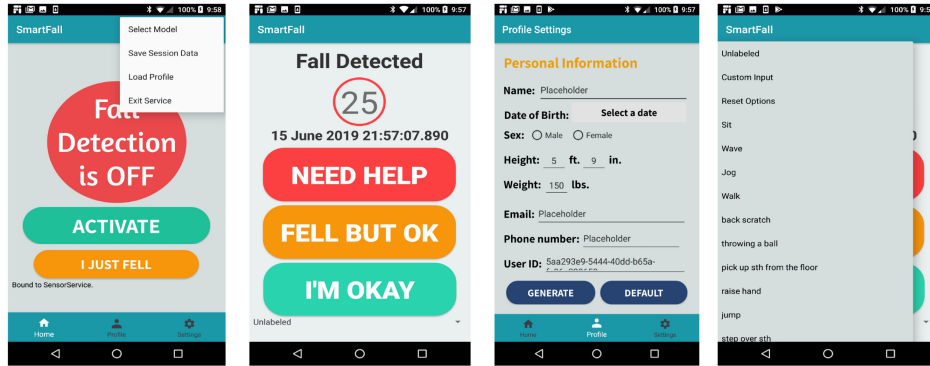 100% 9:58
SmartFall
Select Model
Save Session Data
Load Profile
Exit Service
Fall
Detection
is OFF
ACTIVATE
I JUST FELL
Bound to SensorService.
Home Profile Settings
100% 9:57
SmartFall
Fall Detected
25
15 June 2019 21:57:07.890
NEED HELP
FELL BUT OK
I'M OKAY
Unlabeled
100% 9:57
Profile Settings
Personal Information
Name: Placeholder
Date of Birth: Select a date
Sex: Male Female
Height: 5 ft. 9 in.
Weight: 150 lbs.
Email: Placeholder
Phone number: Placeholder
User ID: 5aa293e9-5444-40dd-b65a-
GENERATE DEFAULT
Home Profile Settings
100%
SmartFall
Unlabeled
Custom Input
Reset Options
Sit
Wave
Jog
Walk
back scratch
throwing a ball
pick up sth from the floor
raise hand
jump
step over sth